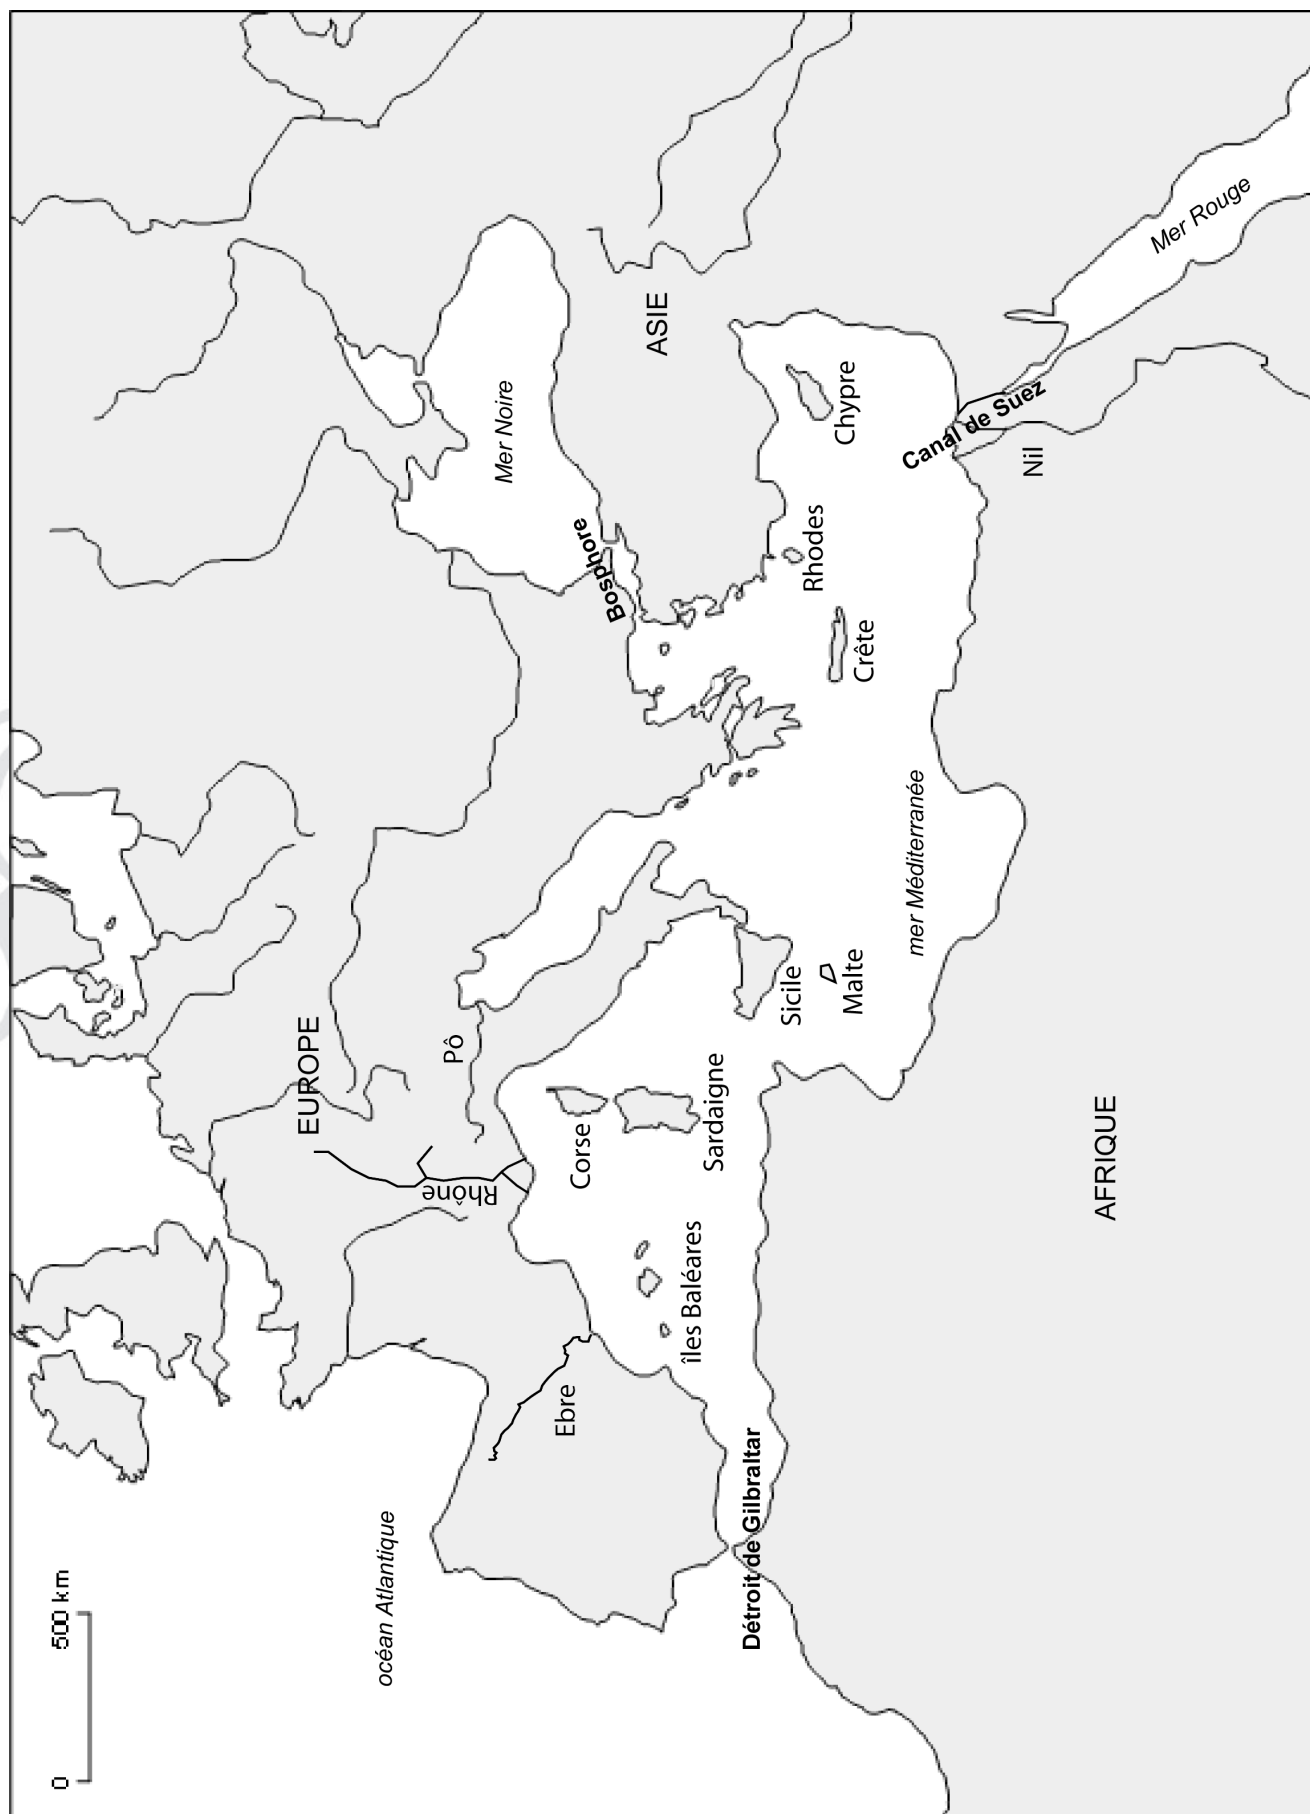 0 500 km
océan Atlantique
EUROPE
Rhône
Pô
Mer Noire
Ebre
Corse
Bosphore
ASIE
îles Baléares
Sardaigne
Détroit de Gilbraltar
Sicile
Malte
Rhodes
Crête
Chypre
mer Méditerranée
Canal de Suez
Nil
AFRIQUE
Mer Rouge